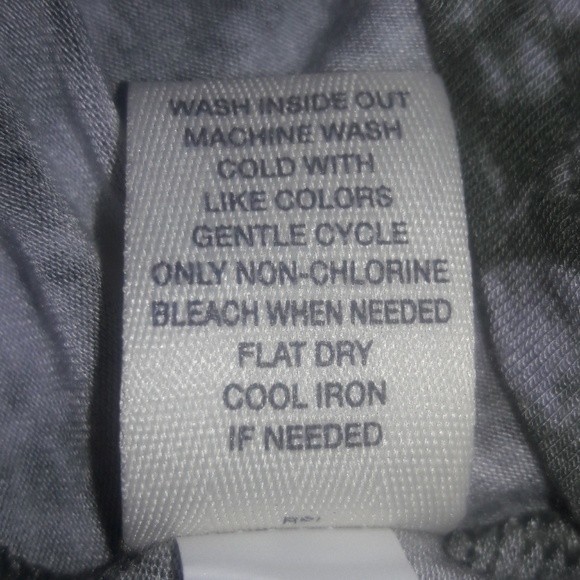 WASH INSIDE OUT
MACHINE WASH
COLD WITH
LIKE COLORS
GENTLE CYCLE
ONLY NON-CHLORINE
BLEACH WHEN NEEDED
FLAT DRY
COOL IRON
IF NEEDED